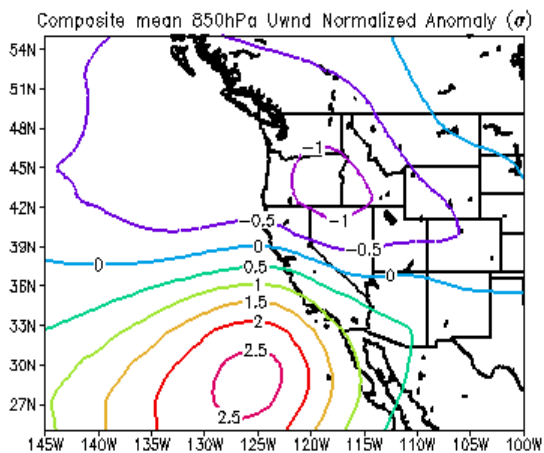 Composite mean 850hPa Uwnd Normalized Anomaly (σ)
55N
51N
48N
45N
42N
39N
36N
33N
30N
27N
145W 140W 135W 130W 125W 120W 115W 110W 105W 100W
-1
-1
-0.5
-0.5
0
0
0
0.5
1
1.5
2
2.5
2.5